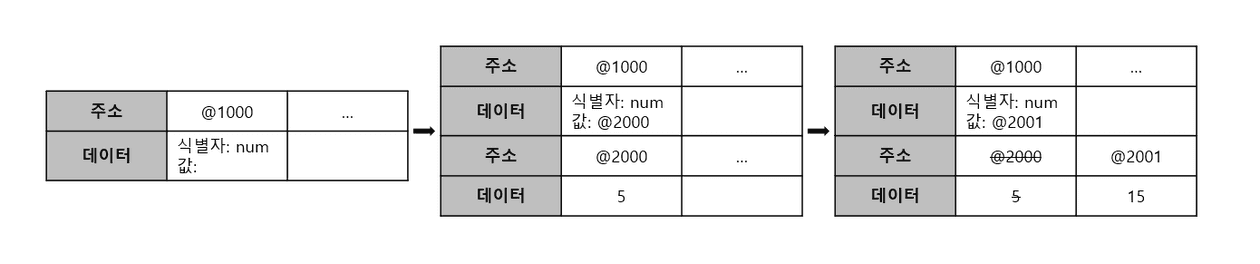 주소 @1000 ...
데이터 식별자: num
값:
주소 @1000 ...
데이터 식별자: num
값: @2000
주소 @2000 ...
데이터 5
주소 @1000 ...
데이터 식별자: num
값: @2001
주소 @2000 @2001
데이터 5 15